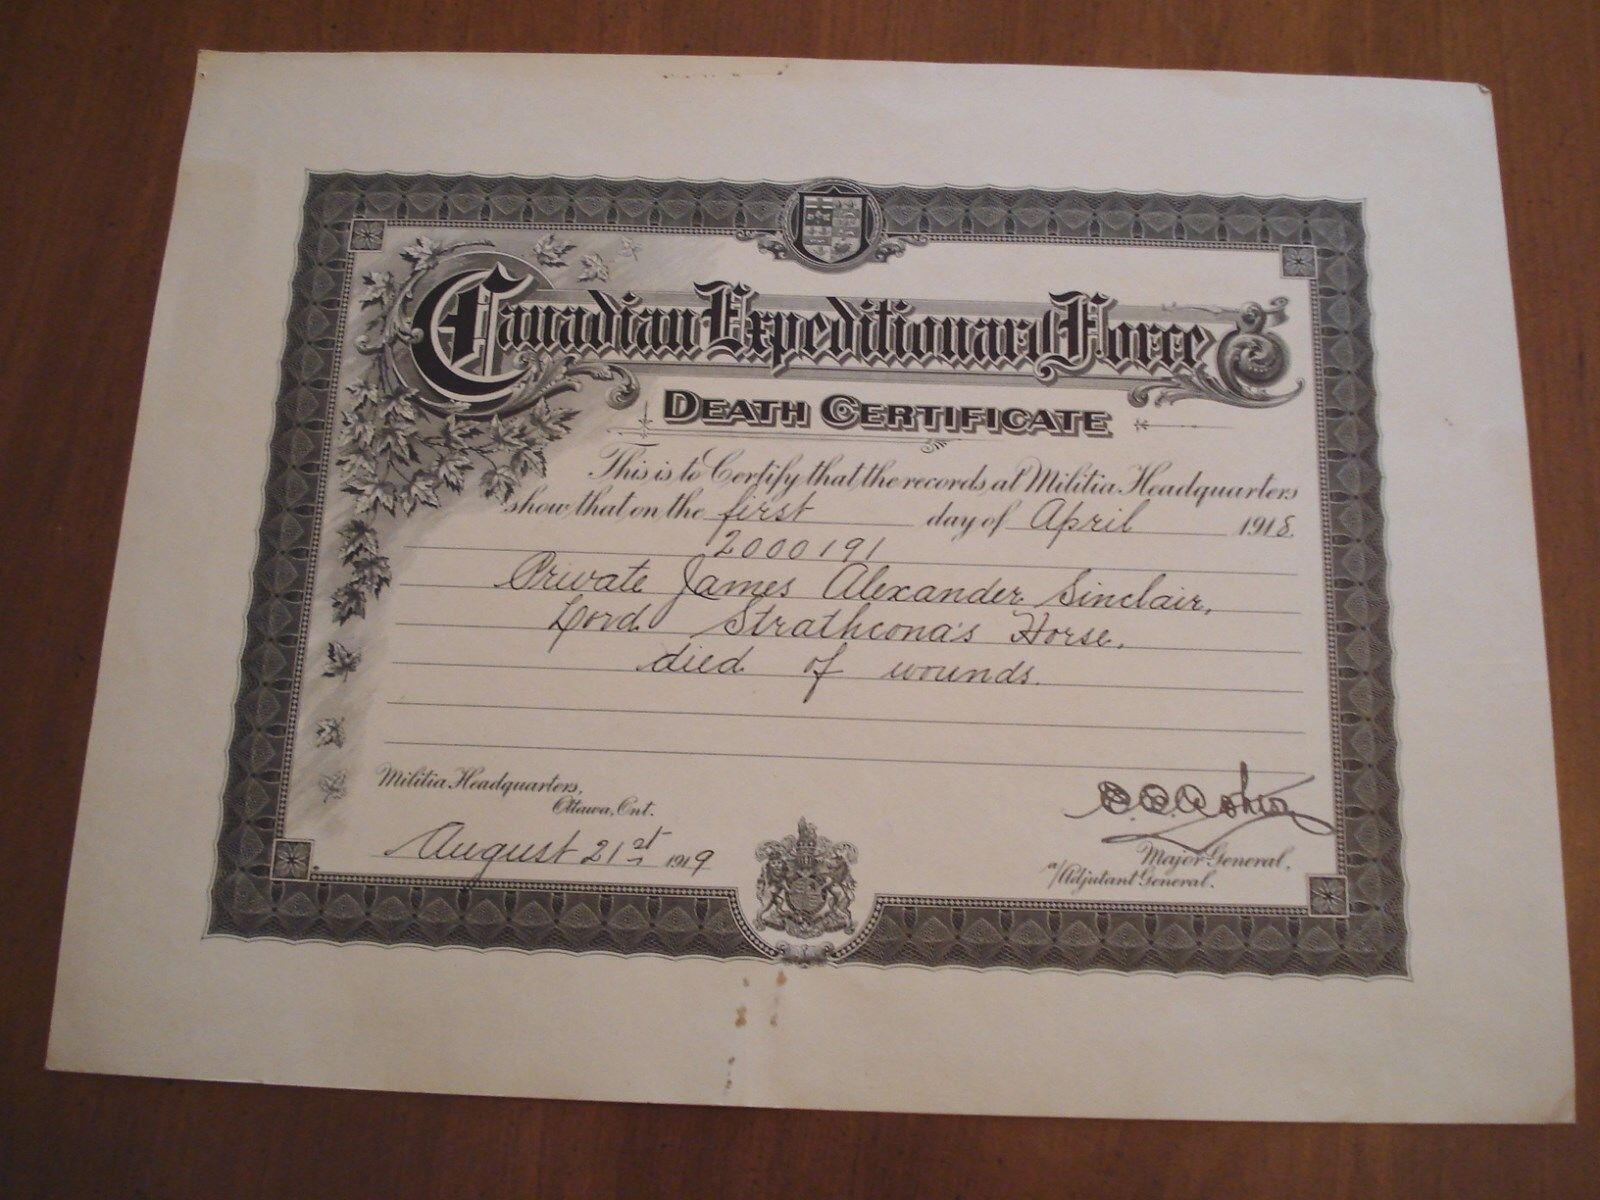 Canadian Expeditionary Force
DEATH CERTIFICATE
This is to Certify that the records at Militia Headquarters
show that on the first day of April 1918
2000191
Private James Alexander Sinclair,
Lord Strathcona's Horse,
died of wounds.
Militia Headquarters,
Ottawa, Ont.
August 21st 1919
Major General,
a/Adjutant General.